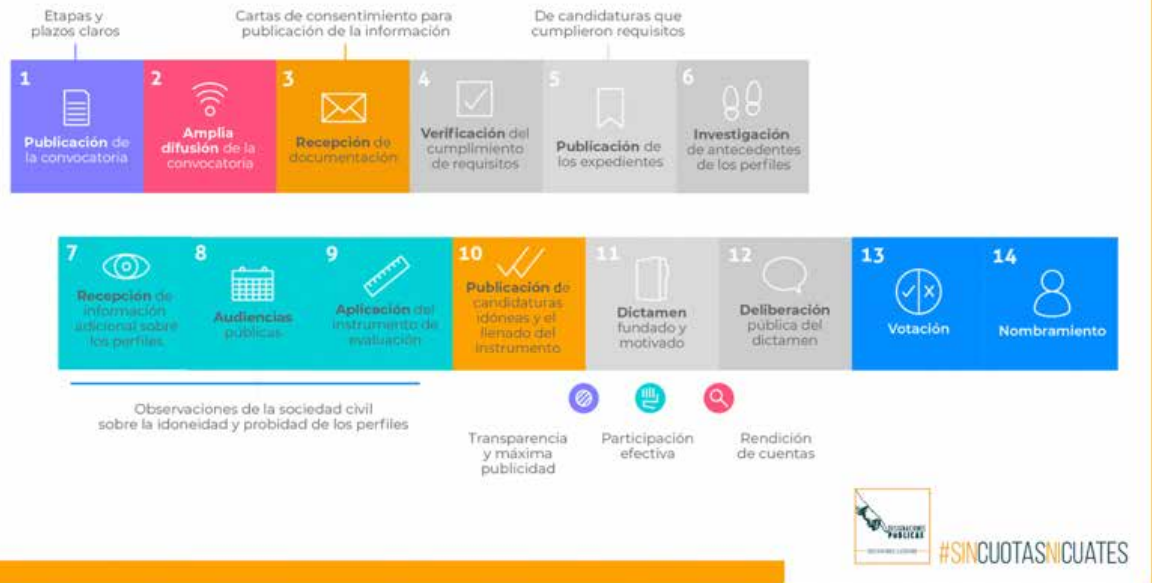 Etapas y
plazos claros
Cartas de consentimiento para
publicación de la información
De candidaturas que
cumplieron requisitos
1
Publicación de
la convocatoria
2
Amplia
difusión de la
convocatoria
3
Recepción de
documentación
4
Verificación del
cumplimiento
de requisitos
5
Publicación de
los expedientes
6
Investigación
de antecedentes
de los perfiles
7
Recepción de
información
adicional sobre
los perfiles
8
Audiencias
públicas
9
Aplicación del
instrumento de
evaluación
10
Publicación de
candidaturas
idóneas y el
llenado del
instrumento
11
Dictamen
fundado y
motivado
12
Deliberación
pública del
dictamen
13
Votación
14
Nombramiento
Observaciones de la sociedad civil
sobre la idoneidad y probidad de los perfiles
Transparencia
y máxima
publicidad
Participación
efectiva
Rendición
de cuentas
DESIGNACIONES
PÚBLICAS
#SINCUOTASNICUATES